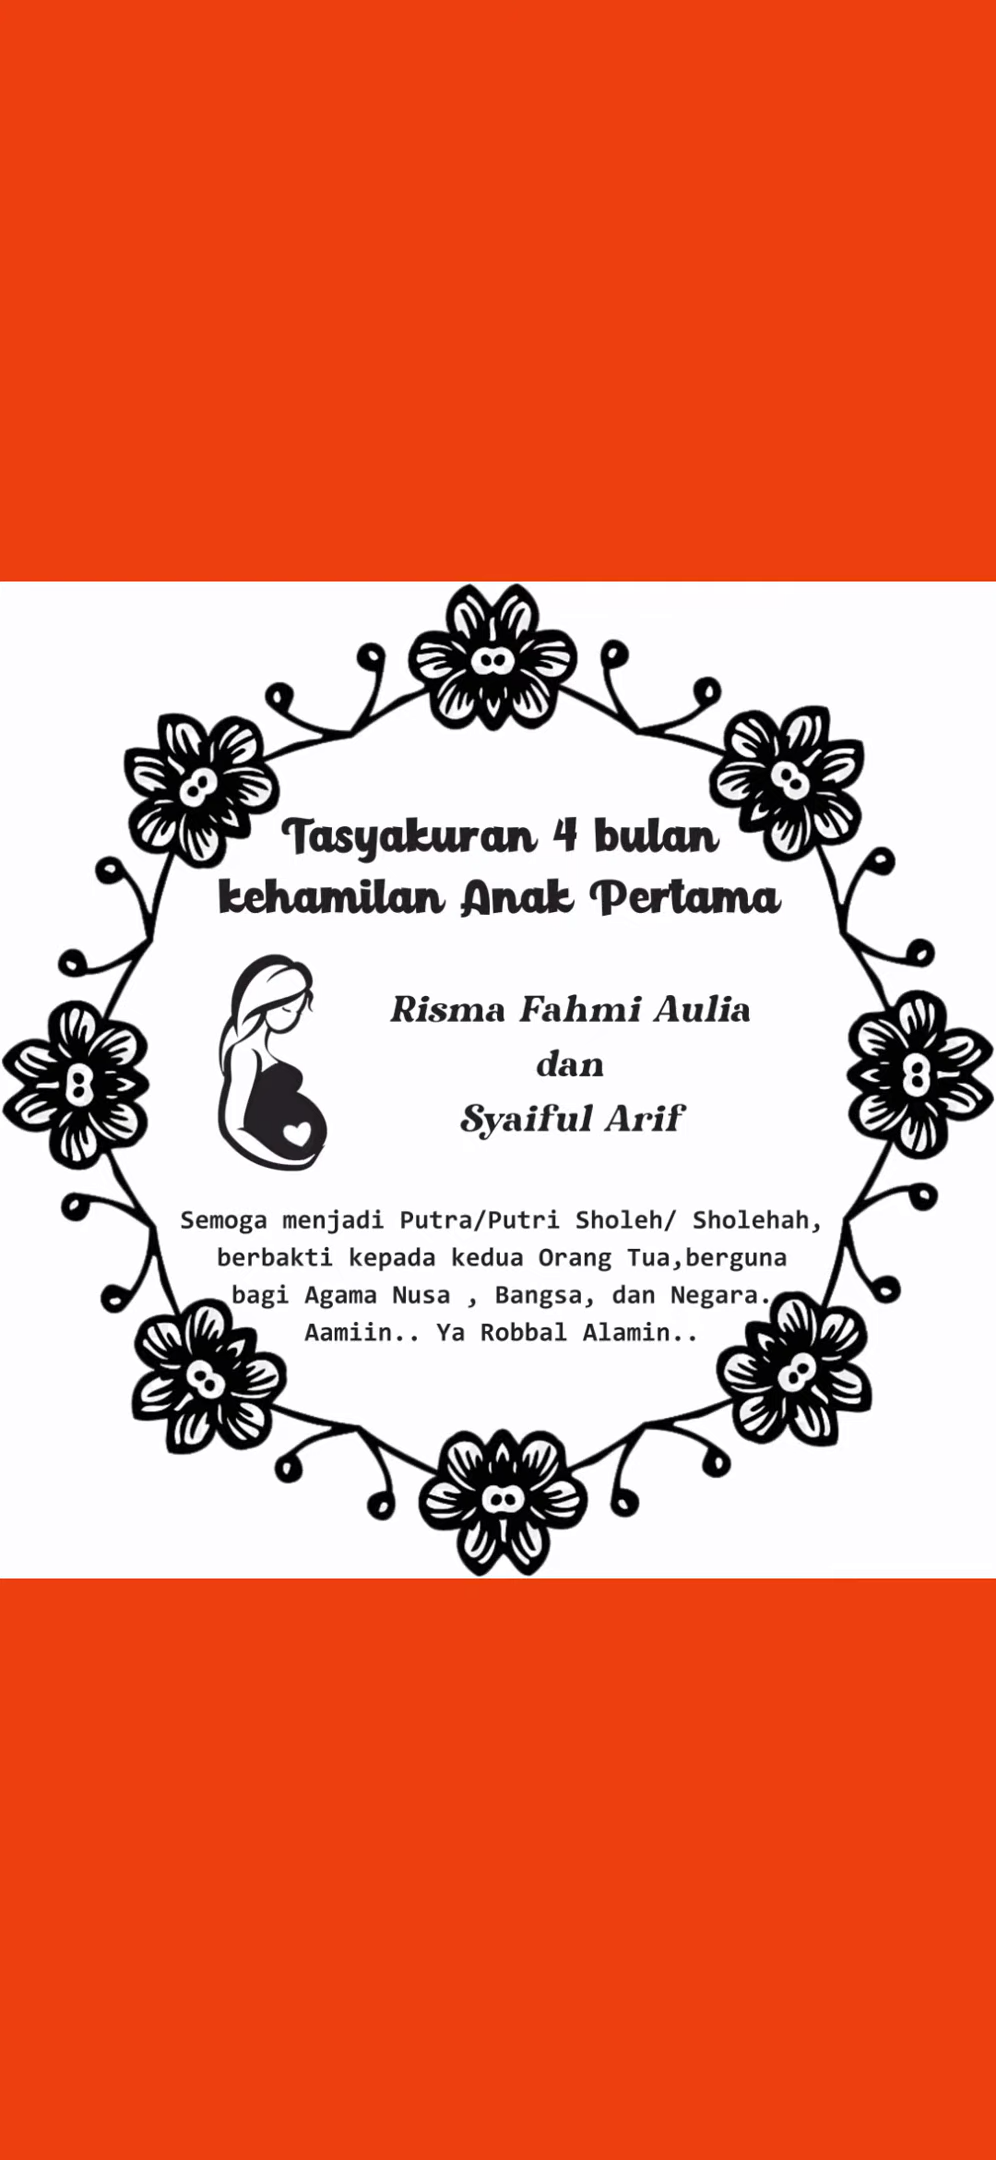 Tasyakuran 4 bulan
kehamilan Anak Pertama
Risma Fahmi Aulia
dan
Syaiful Arif
Semoga menjadi Putra/Putri Sholeh/ Sholehah,
berbakti kepada kedua Orang Tua,berguna
bagi Agama Nusa , Bangsa, dan Negara.
Aamiin.. Ya Robbal Alamin..